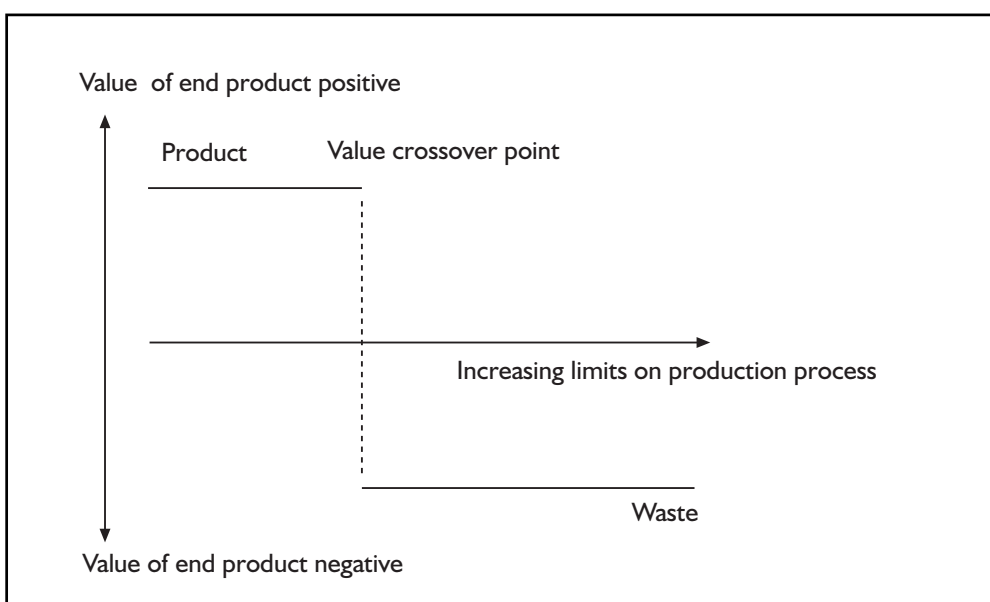 Value of end product positive
Product
Value crossover point
Increasing limits on production process
Waste
Value of end product negative